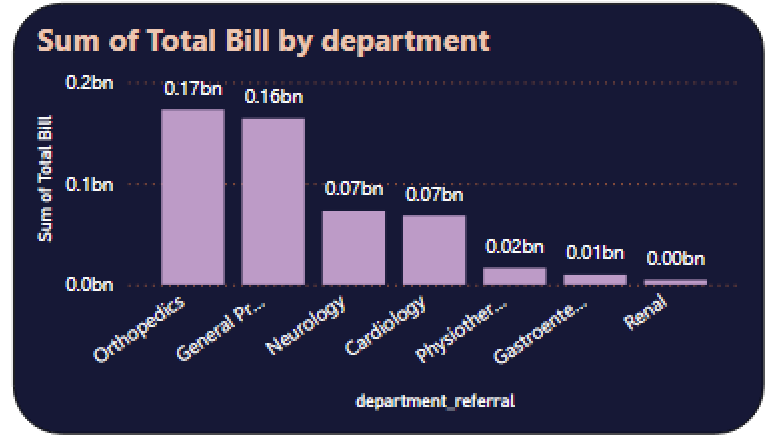 Sum of Total Bill by department
Sum of Total Bill
0.2bn
0.1bn
0.0bn
0.17bn
0.16bn
0.07bn
0.07bn
0.02bn
0.01bn
0.00bn
Orthopedics
General Pr...
Neurology
Cardiology
Physiother...
Gastroente...
Renal
department_referral